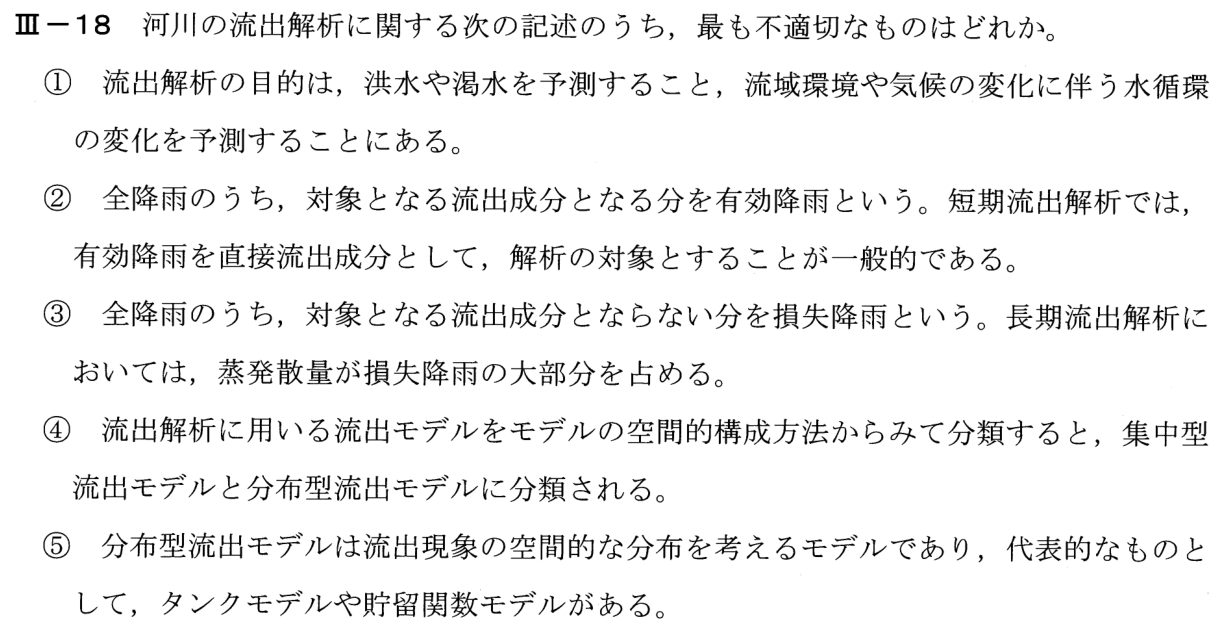 Ⅲ－18　河川の流出解析に関する次の記述のうち，最も不適切なものはどれか。
①　流出解析の目的は，洪水や渇水を予測すること，流域環境や気候の変化に伴う水循環
の変化を予測することにある。
②　全降雨のうち，対象となる流出成分となる分を有効降雨という。短期流出解析では，
有効降雨を直接流出成分として，解析の対象とすることが一般的である。
③　全降雨のうち，対象となる流出成分とならない分を損失降雨という。長期流出解析に
おいては，蒸発散量が損失降雨の大部分を占める。
④　流出解析に用いる流出モデルをモデルの空間的構成方法からみて分類すると，集中型
流出モデルと分布型流出モデルに分類される。
⑤　分布型流出モデルは流出現象の空間的な分布を考えるモデルであり，代表的なものと
して，タンクモデルや貯留関数モデルがある。